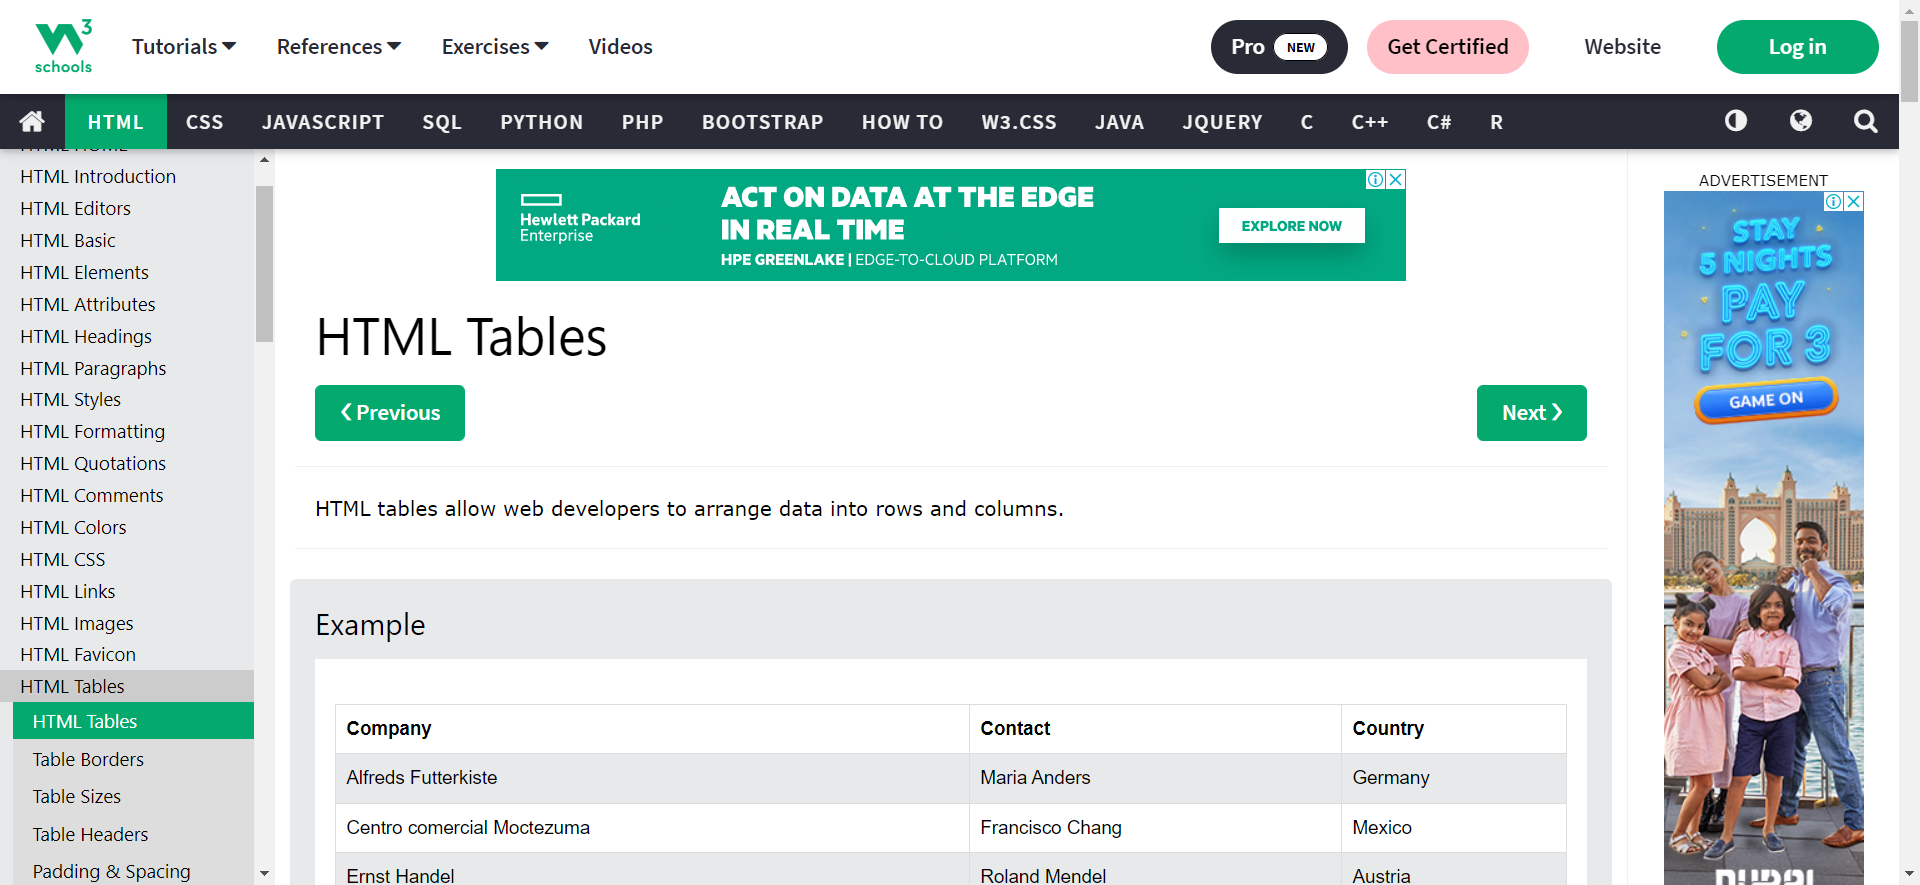 3
schools
Tutorials
References
Exercises
Videos
Pro NEW
Get Certified
Website
Log in
HTML
CSS
JAVASCRIPT
SQL
PYTHON
PHP
BOOTSTRAP
HOW TO
W3.CSS
JAVA
JQUERY
C
C++
C#
R
HTML HOME
HTML Introduction
HTML Editors
HTML Basic
HTML Elements
HTML Attributes
HTML Headings
HTML Paragraphs
HTML Styles
HTML Formatting
HTML Quotations
HTML Comments
HTML Colors
HTML CSS
HTML Links
HTML Images
HTML Favicon
HTML Tables
HTML Tables
Table Borders
Table Sizes
Table Headers
Padding & Spacing
Hewlett Packard
Enterprise
ACT ON DATA AT THE EDGE
IN REAL TIME
HPE GREENLAKE | EDGE-TO-CLOUD PLATFORM
EXPLORE NOW
HTML Tables
❮ Previous
Next ❯
HTML tables allow web developers to arrange data into rows and columns.
Example
Company Contact Country
Alfreds Futterkiste Maria Anders Germany
Centro comercial Moctezuma Francisco Chang Mexico
Ernst Handel Roland Mendel Austria
ADVERTISEMENT
STAY
5 NIGHTS
PAY
FOR 3
GAME ON
DUBAI